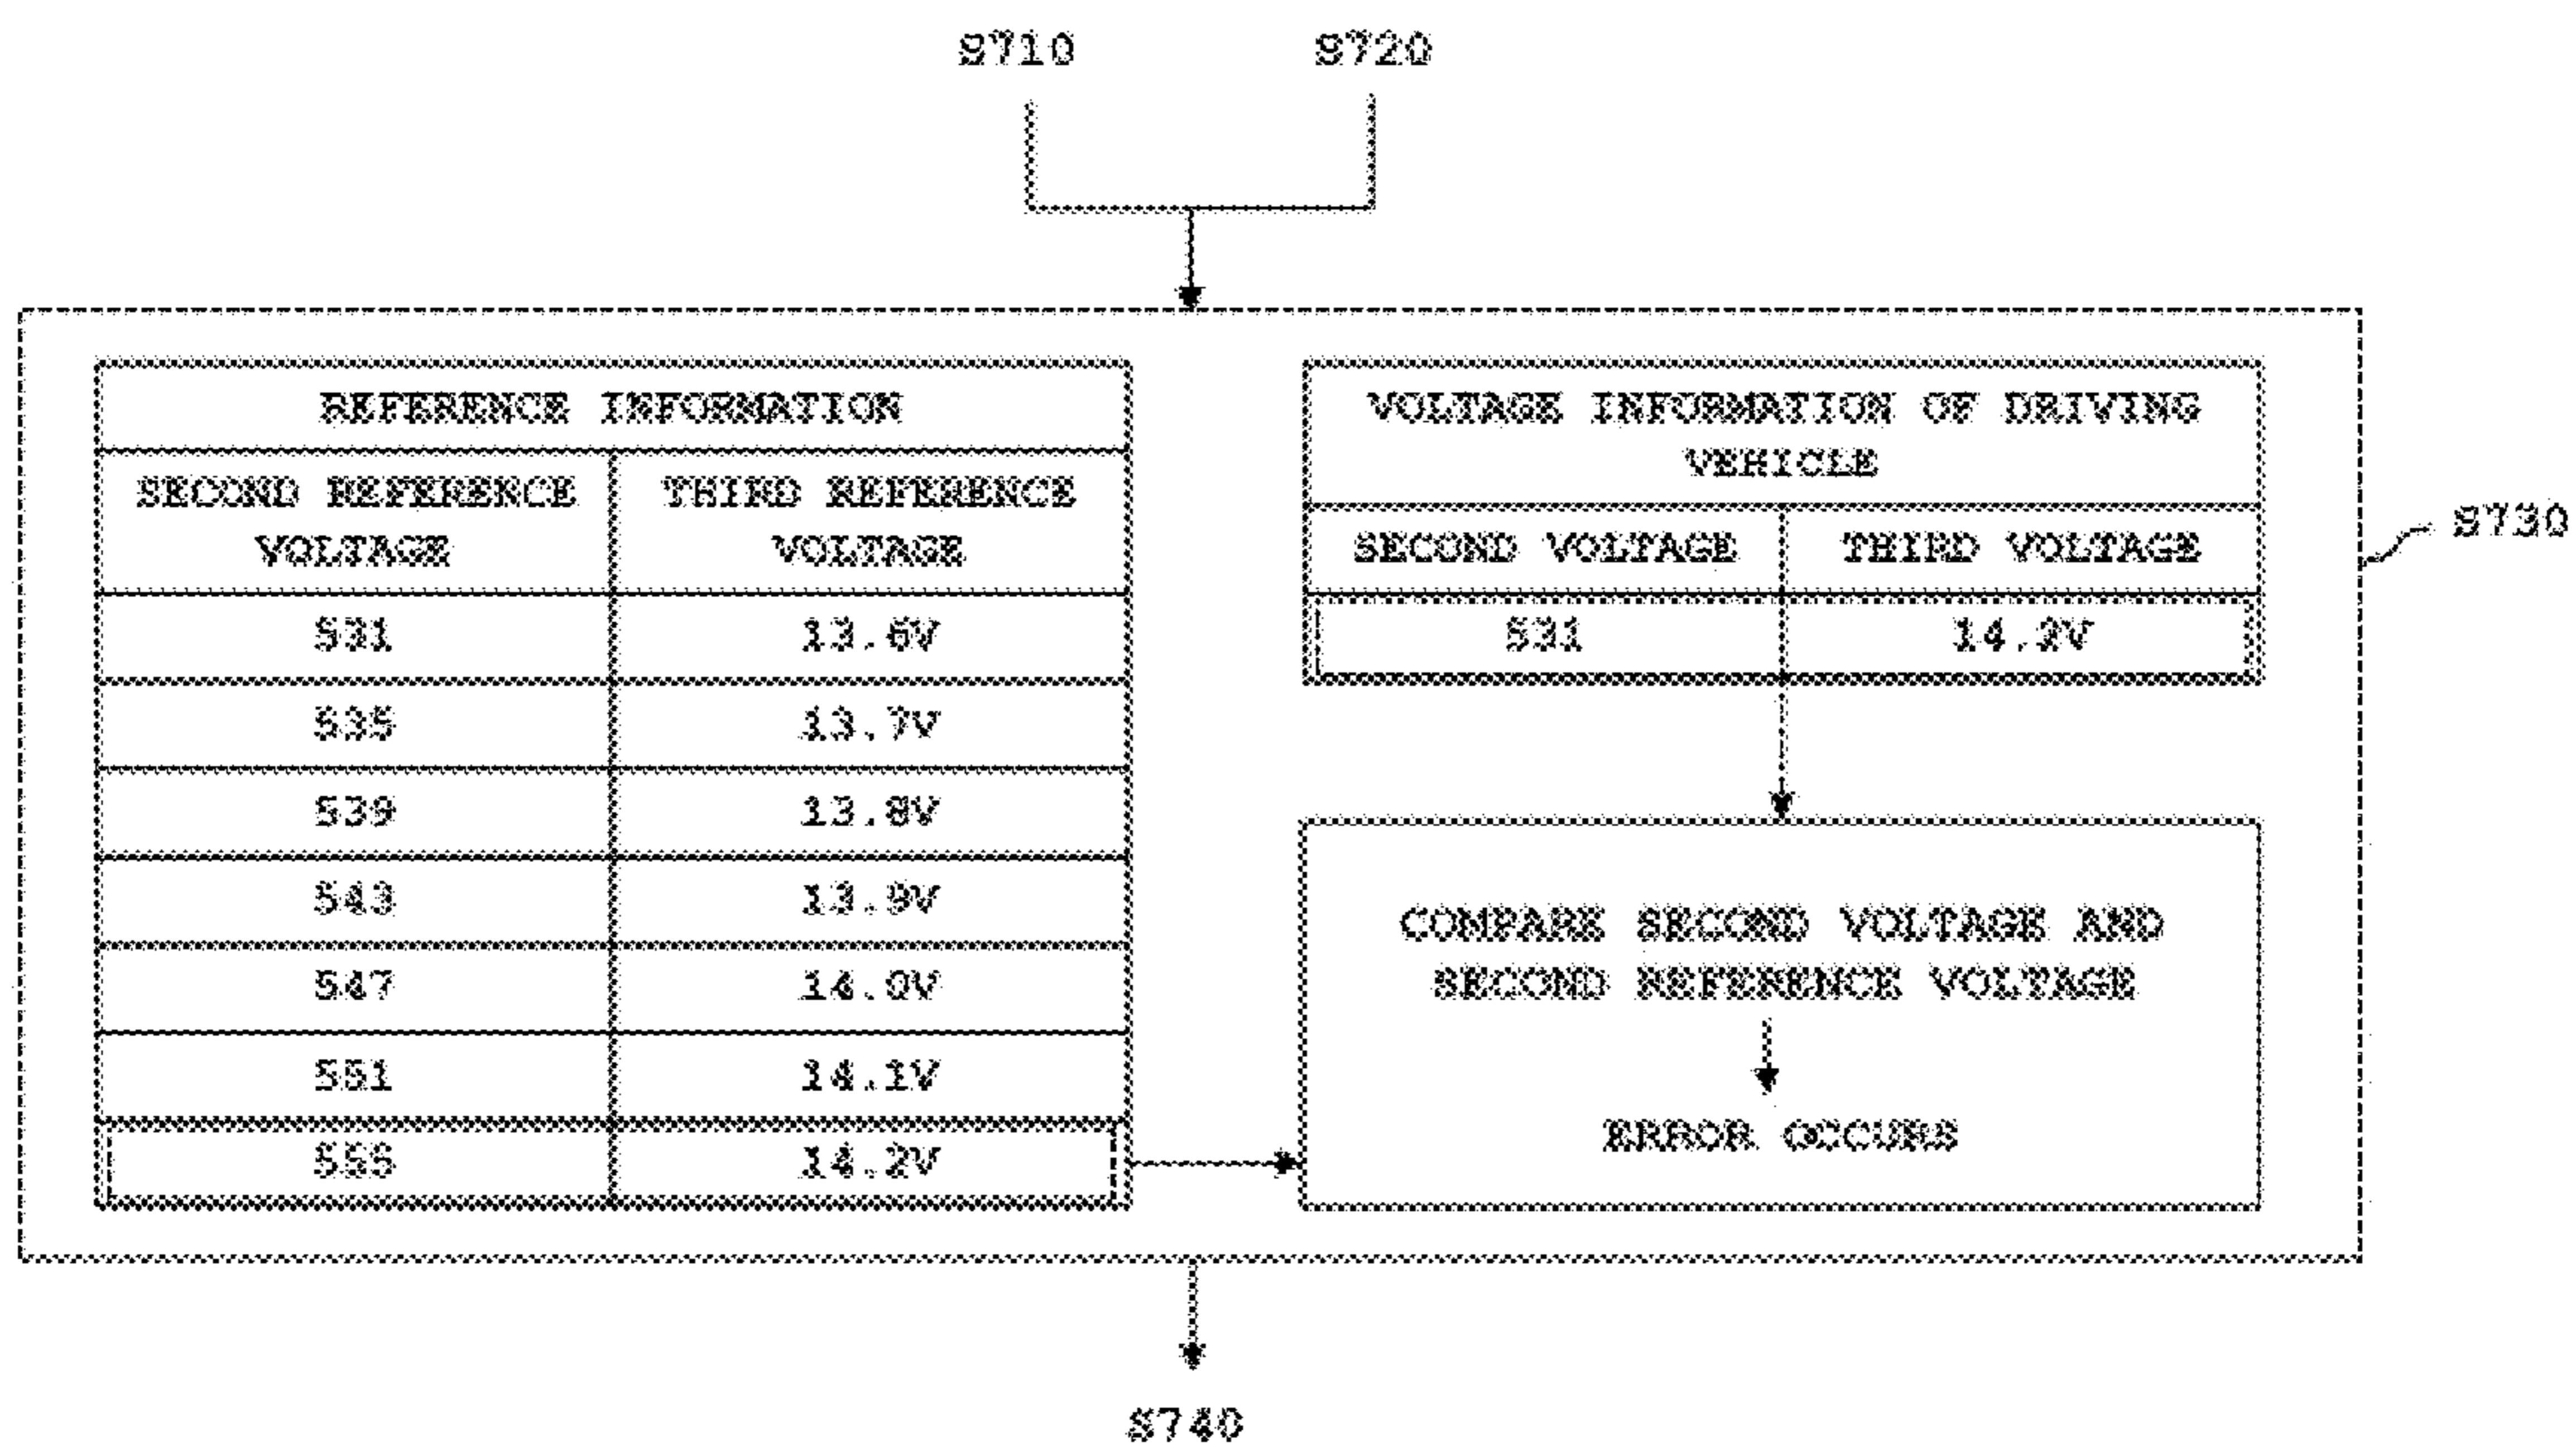 S710 S720
REFERENCE INFORMATION
SECOND REFERENCE VOLTAGE THIRD REFERENCE VOLTAGE
531 13.6V
535 13.7V
539 13.8V
543 13.9V
547 14.0V
551 14.1V
555 14.2V
VOLTAGE INFORMATION OF DRIVING
VEHICLE
SECOND VOLTAGE THIRD VOLTAGE
531 14.2V
S730
COMPARE SECOND VOLTAGE AND
SECOND REFERENCE VOLTAGE
ERROR OCCURS
S740